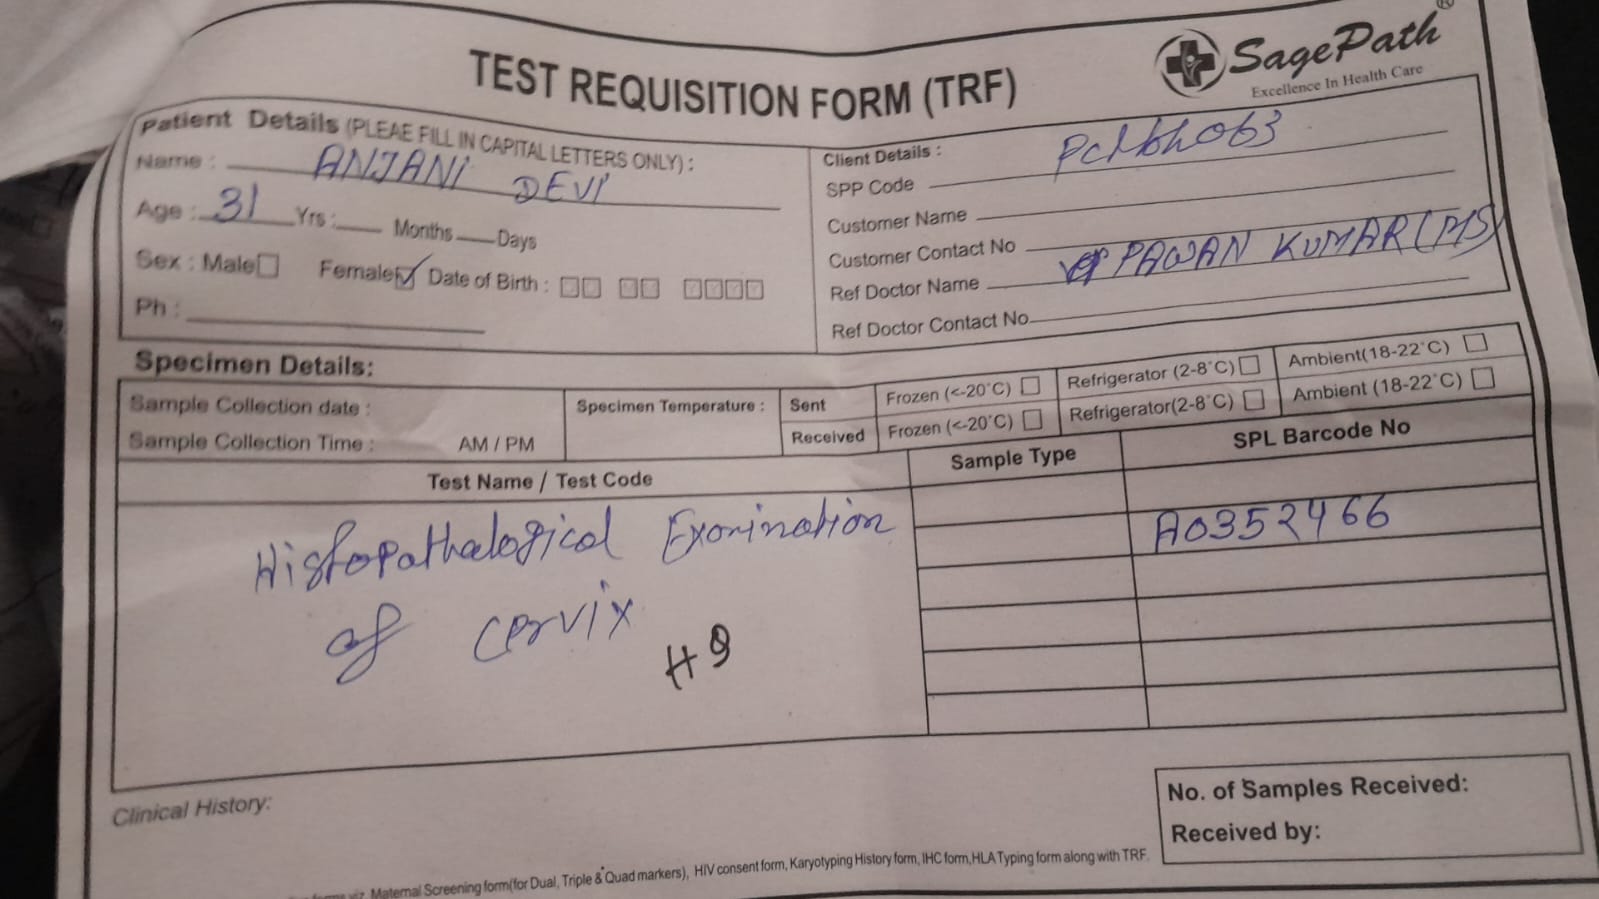 TEST REQUISITION FORM (TRF)
SagePath®
Excellence In Health Care
Patient Details (PLEAE FILL IN CAPITAL LETTERS ONLY) :
Name : ANJANI DEVI
Age : 31 Yrs : Months Days
Sex : Male Female ✓ Date of Birth :
Ph :
Client Details :
SPP Code
Customer Name
Customer Contact No
Ref Doctor Name PAWAN KUMAR (MS)
Ref Doctor Contact No
Specimen Details:
Sample Collection date :
Sample Collection Time : AM / PM
Specimen Temperature :
Sent Frozen (<-20°C) Refrigerator (2-8°C) Ambient(18-22°C)
Received Frozen (<-20°C) Refrigerator(2-8°C) Ambient (18-22°C)
Test Name / Test Code Sample Type SPL Barcode No
Histopathalogical Examination
of cervix
A0352466
Clinical History:
No. of Samples Received:
Received by:
Maternal Screening form(for Dual, Triple & Quad markers), HIV consent form, Karyotyping History form, IHC form,HLA Typing form along with TRF.